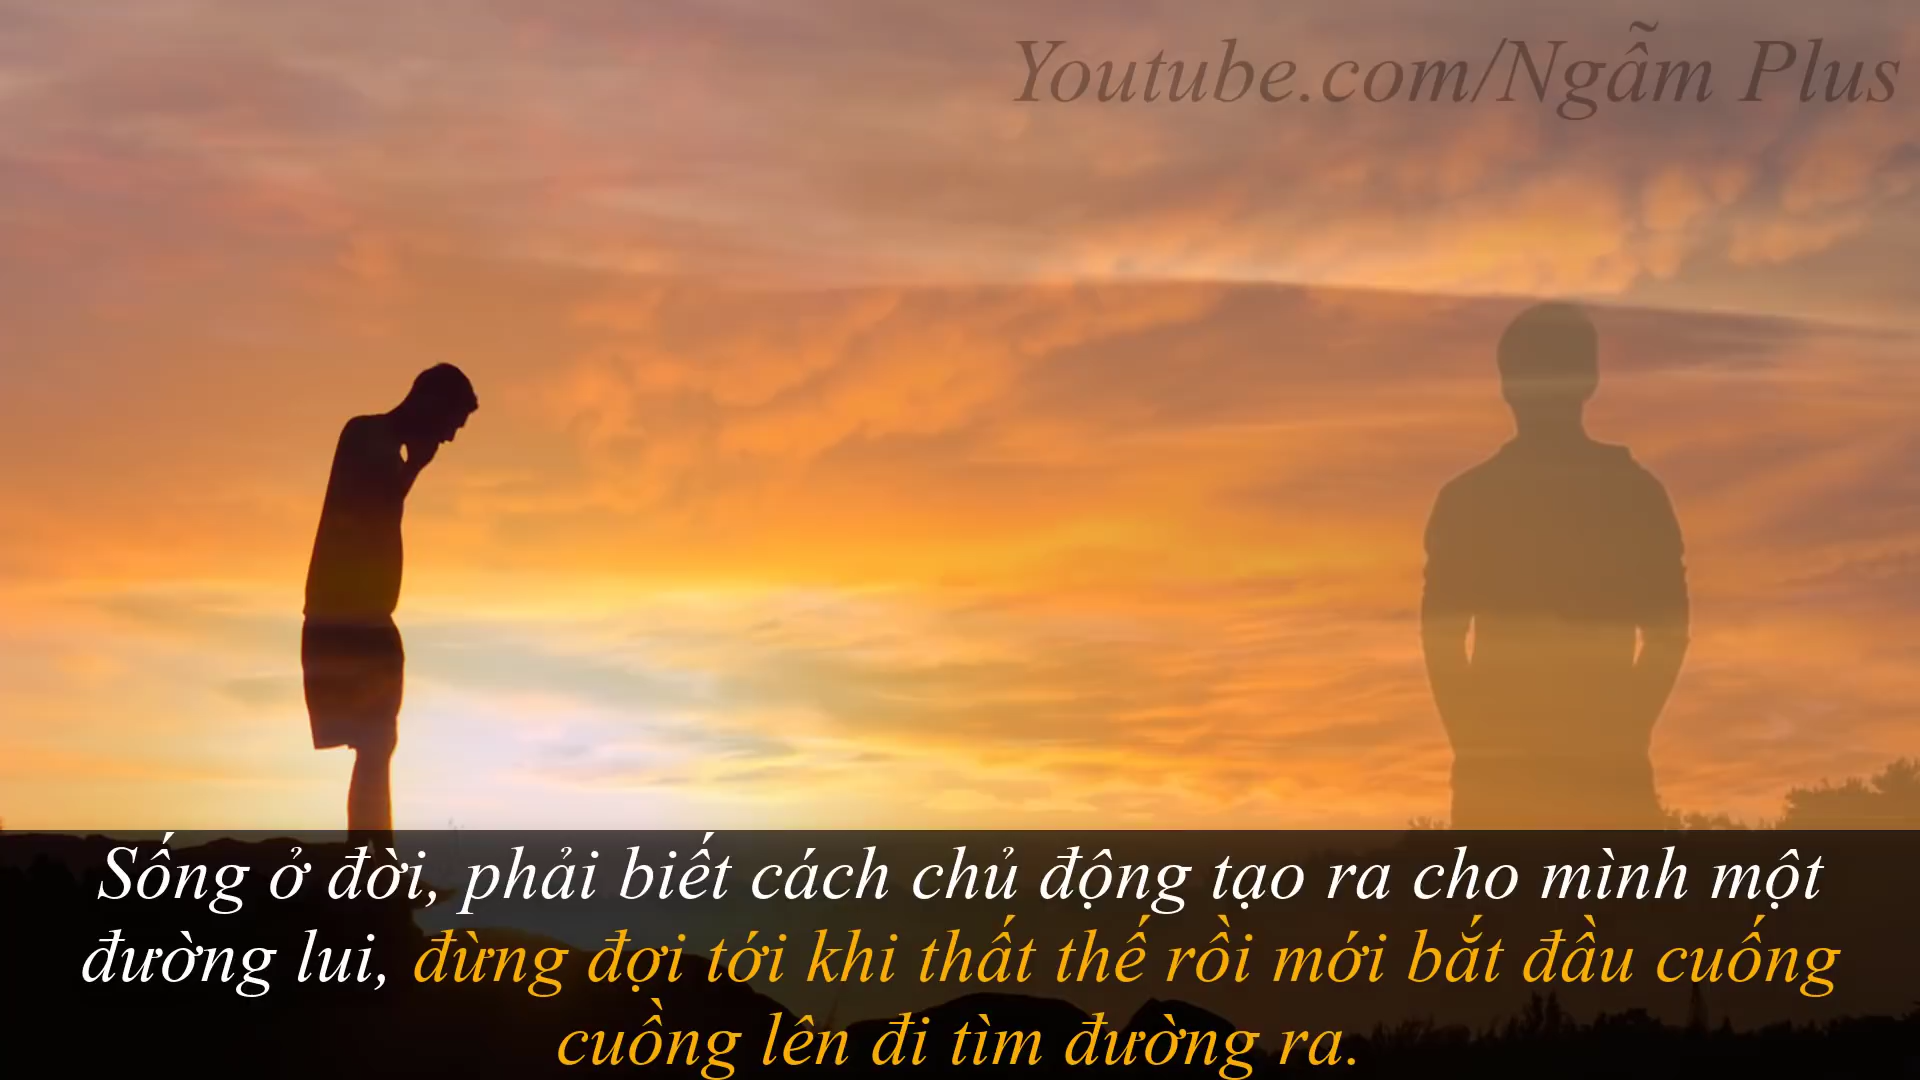 Youtube.com/Ngẫm Plus
Sống ở đời, phải biết cách chủ động tạo ra cho mình một
đường lui, đừng đợi tới khi thất thế rồi mới bắt đầu cuống
cuồng lên đi tìm đường ra.